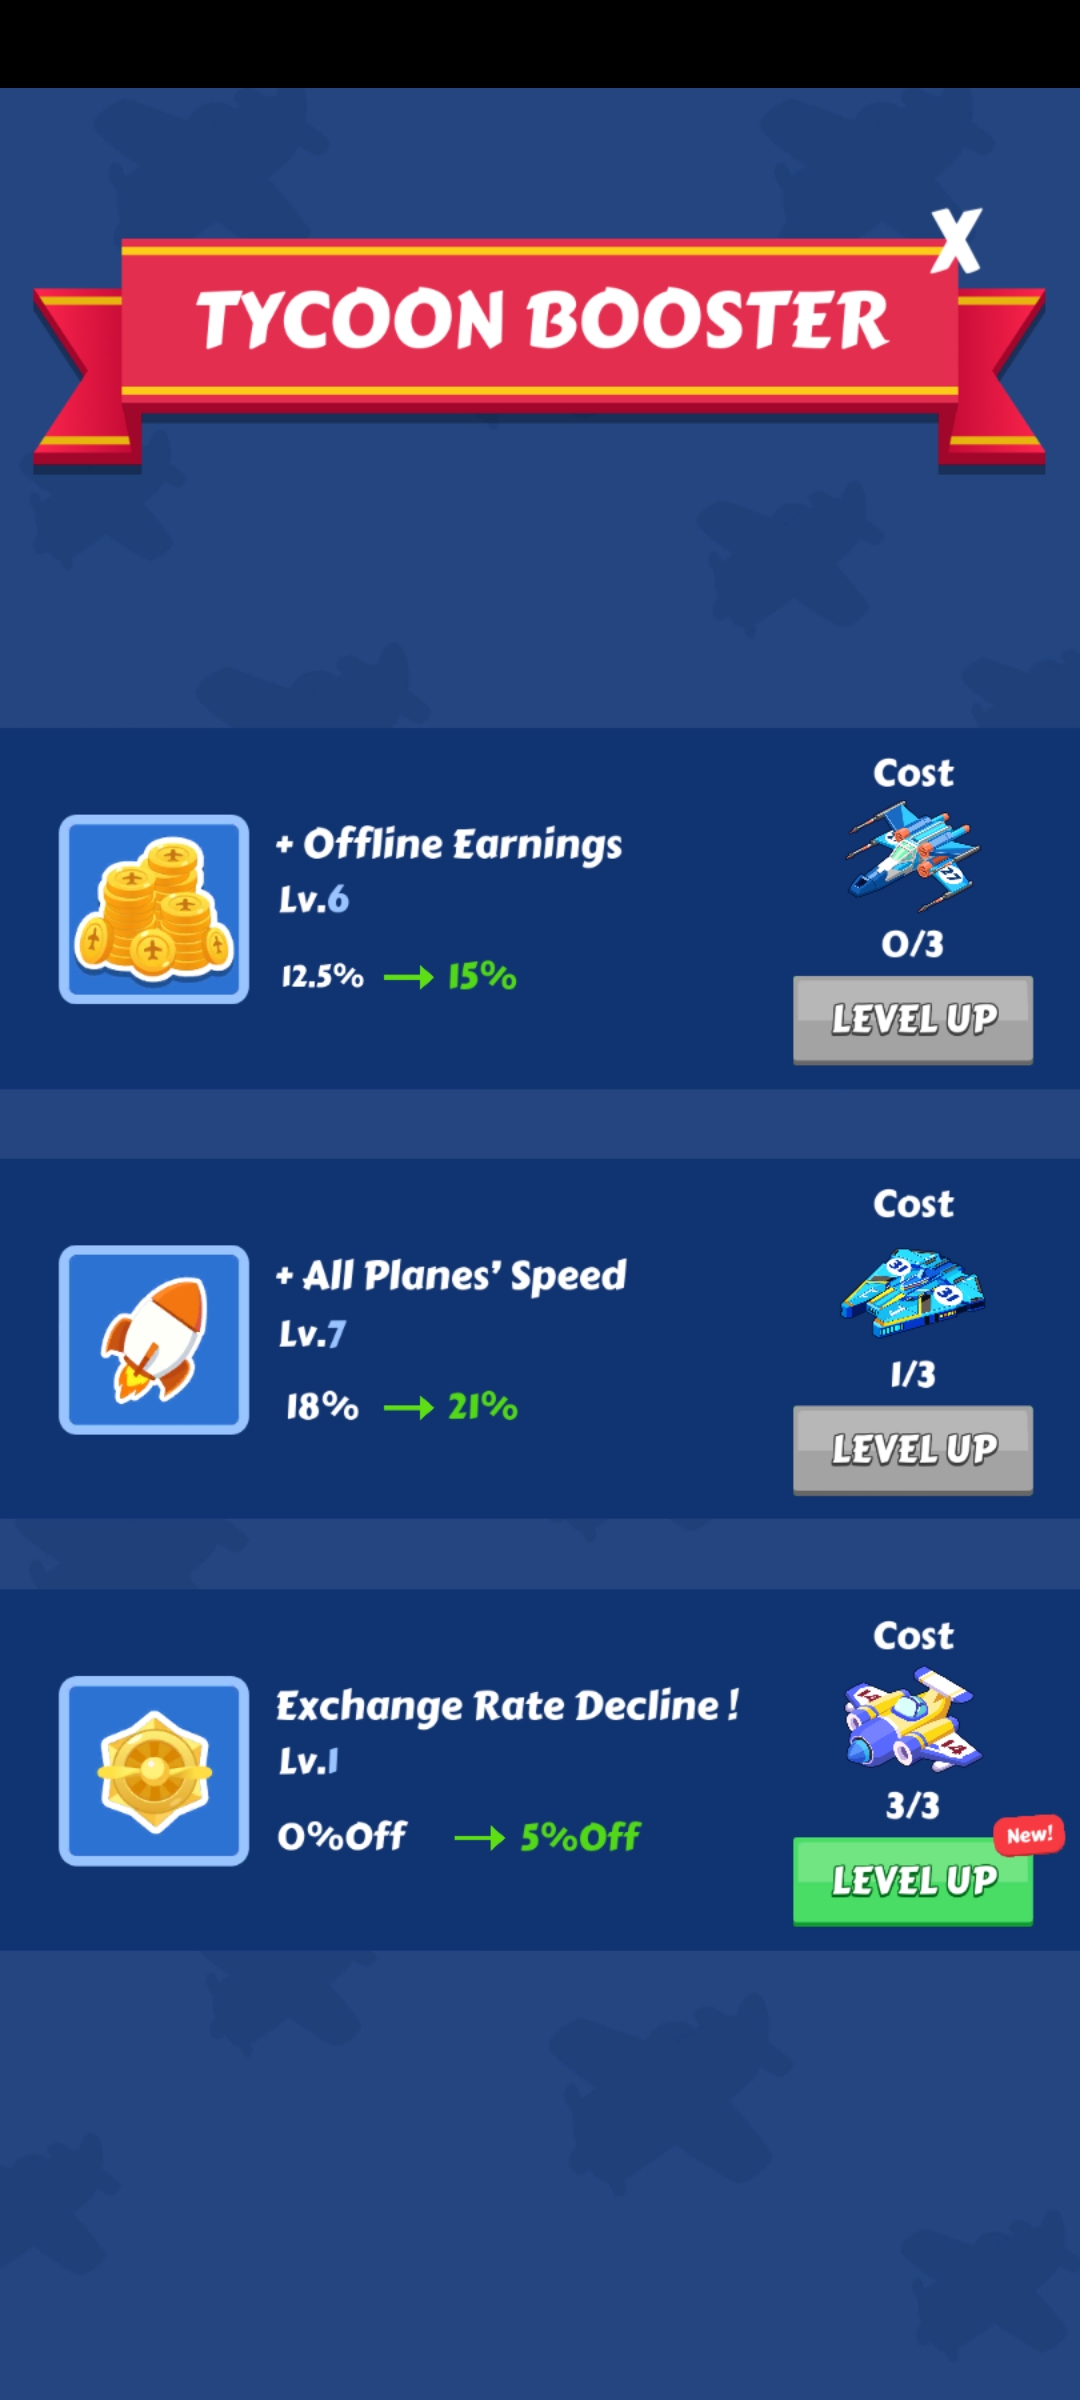 X
TYCOON BOOSTER
Cost
+ Offline Earnings
Lv.6
27
12.5% → 15%
0/3
LEVEL UP
Cost
+ All Planes' Speed
31
31
Lv.7
18% → 21%
1/3
LEVEL UP
Cost
Exchange Rate Decline !
14
14
Lv.1
0%Off → 5%Off
3/3
New!
LEVEL UP